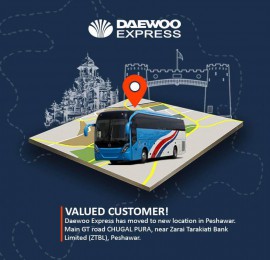 DAEWOO
EXPRESS
VALUED CUSTOMER!
Daewoo Express has moved to new location in Peshawar.
Main GT road CHUGAL PURA, near Zarai Tarakiati Bank
Limited (ZTBL), Peshawar.